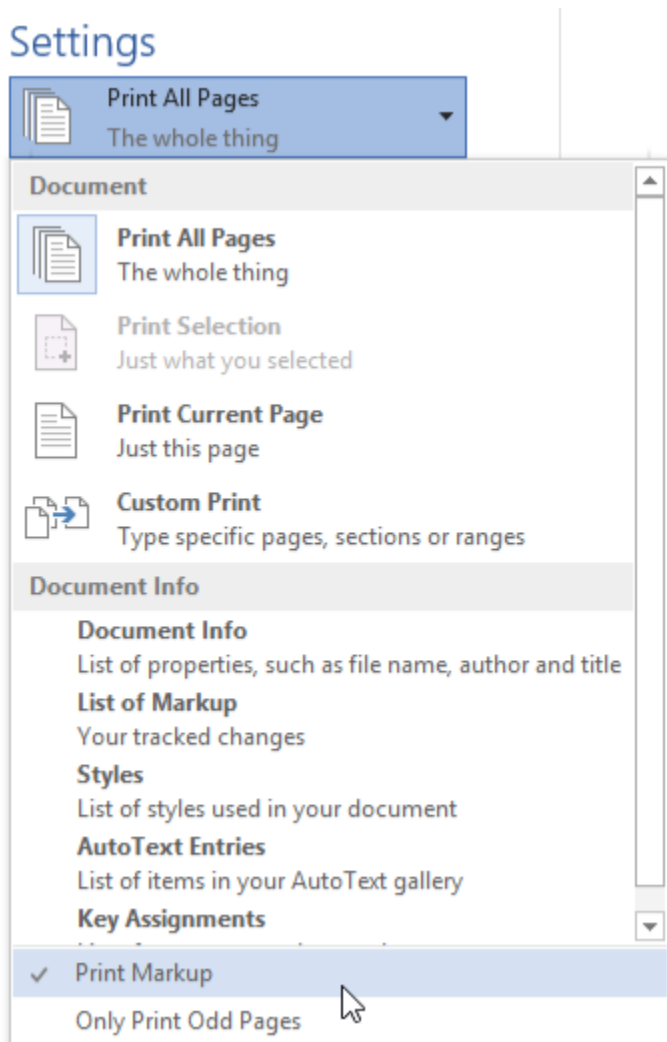 Settings
Print All Pages
The whole thing
Document
Print All Pages
The whole thing
Print Selection
Just what you selected
Print Current Page
Just this page
Custom Print
Type specific pages, sections or ranges
Document Info
Document Info
List of properties, such as file name, author and title
List of Markup
Your tracked changes
Styles
List of styles used in your document
AutoText Entries
List of items in your AutoText gallery
Key Assignments
Print Markup
Only Print Odd Pages